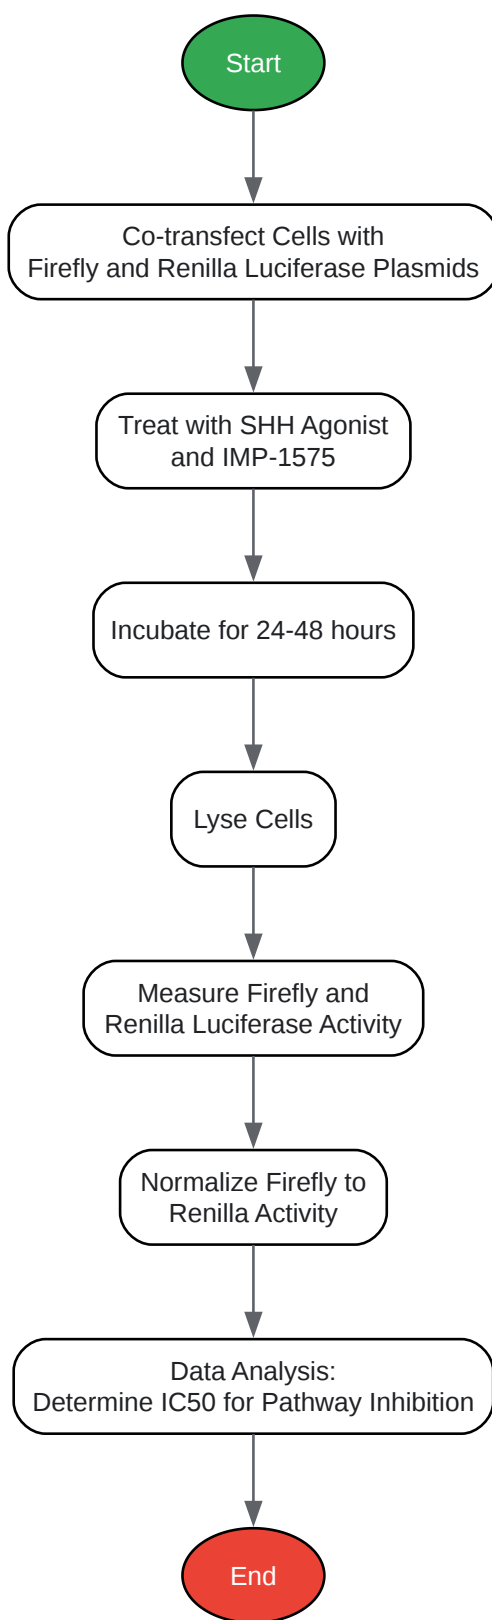 Start
Co-transfect Cells with
Firefly and Renilla Luciferase Plasmids
Treat with SHH Agonist
and IMP-1575
Incubate for 24-48 hours
Lyse Cells
Measure Firefly and
Renilla Luciferase Activity
Normalize Firefly to
Renilla Activity
Data Analysis:
Determine IC50 for Pathway Inhibition
End